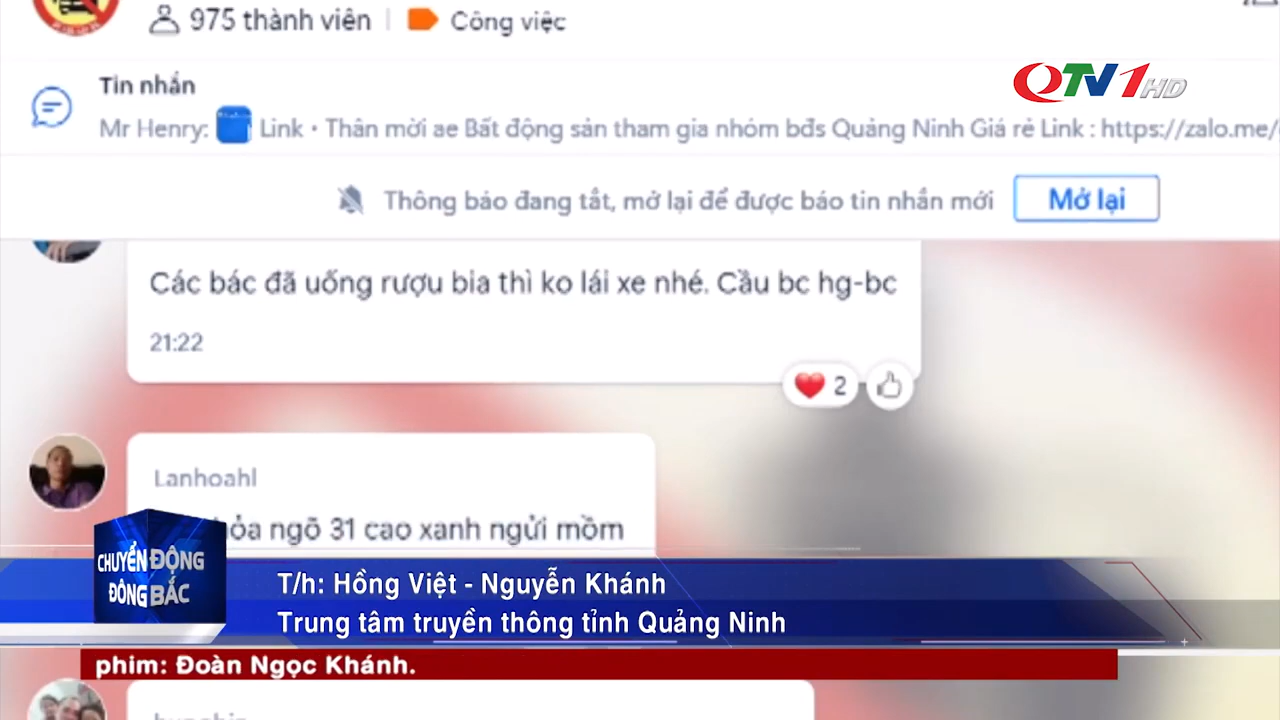 975 thành viên | Công việc
QTV1HD
Tin nhắn
Mr Henry: Link • Thân mời ae Bất động sản tham gia nhóm bđs Quảng Ninh Giá rẻ Link : https://zalo.me/
Thông báo đang tắt, mở lại để được báo tin nhắn mới
Mở lại
Các bác đã uống rượu bia thì ko lái xe nhé. Cầu bc hg-bc
21:22
2
Lanhoahl
ngõ 31 cao xanh ngửi mồm
CHUYỂN ĐỘNG
ĐÔNG BẮC
T/h: Hồng Việt - Nguyễn Khánh
Trung tâm truyền thông tỉnh Quảng Ninh
phim: Đoàn Ngọc Khánh.